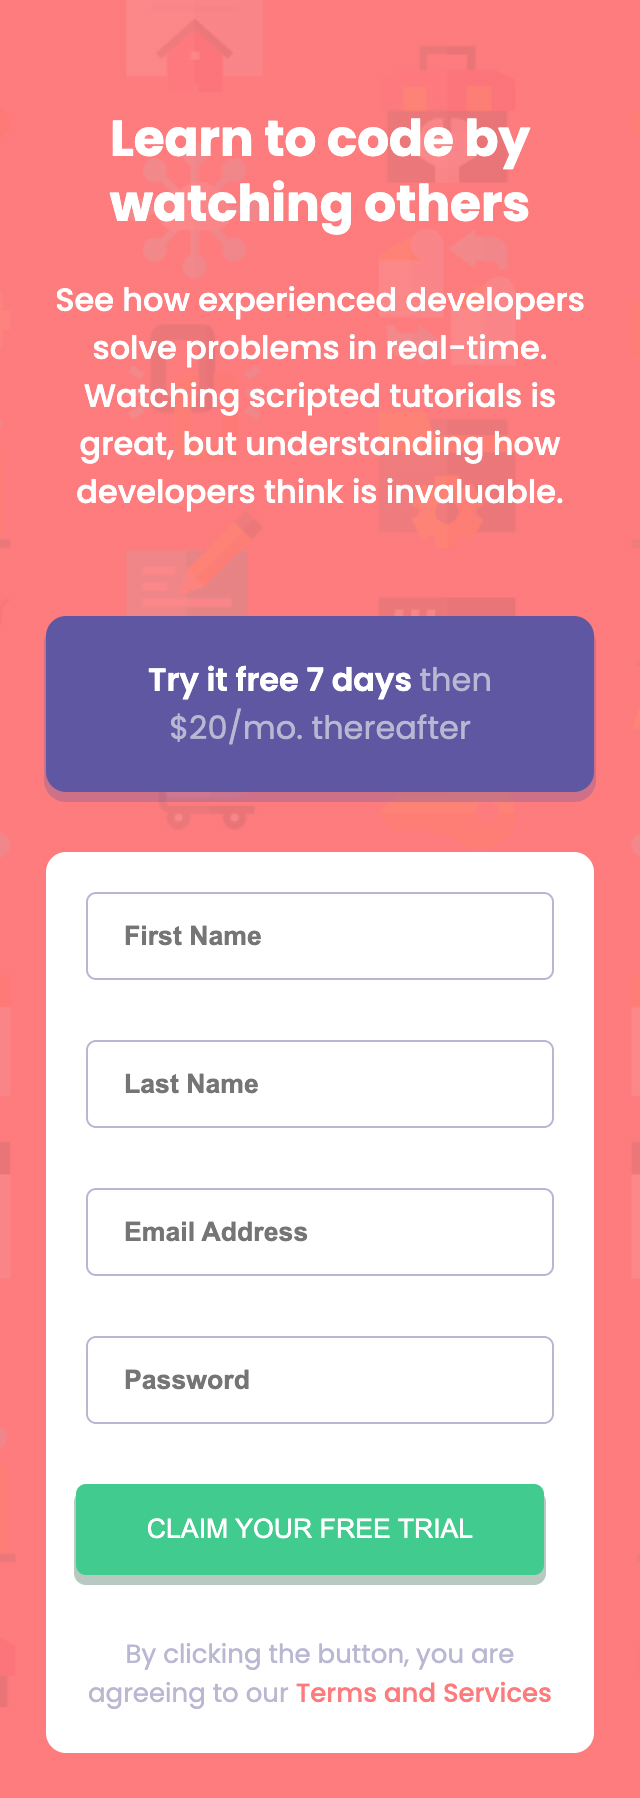 Learn to code by
watching others
See how experienced developers
solve problems in real-time.
Watching scripted tutorials is
great, but understanding how
developers think is invaluable.
Try it free 7 days then
$20/mo. thereafter
First Name
Last Name
Email Address
Password
CLAIM YOUR FREE TRIAL
By clicking the button, you are
agreeing to our Terms and Services